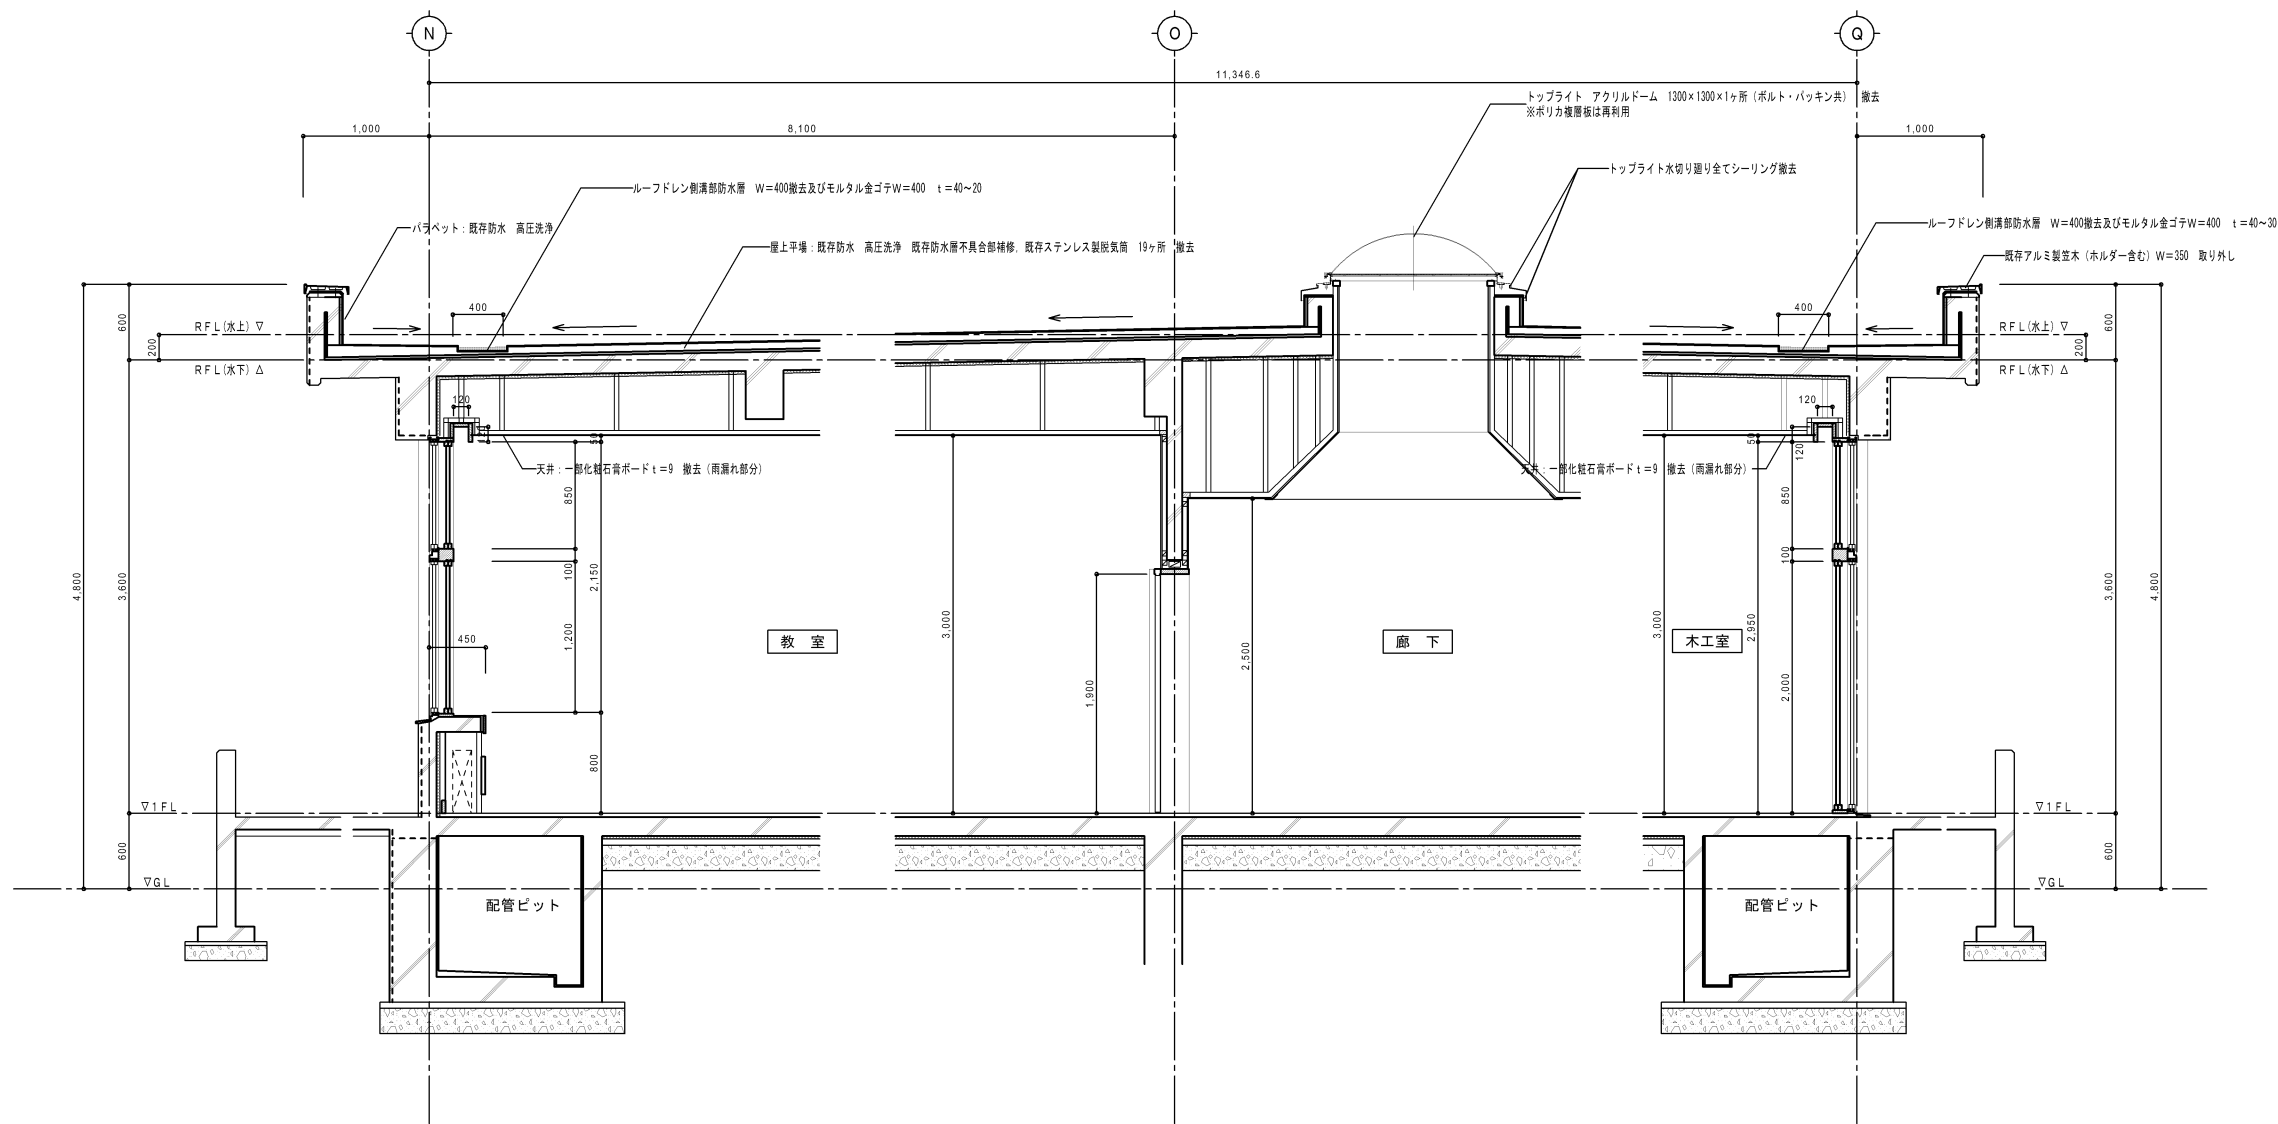 N
O
Q
11,346.6
トップライト アクリルドーム 1300×1300×1ヶ所（ボルト・パッキン共） 撤去
※ポリカ複層板は再利用
1,000
8,100
1,000
トップライト水切り廻り全てシーリング撤去
ルーフドレン側溝部防水層 W=400撤去及びモルタル金ゴテW=400 t=40~20
パラペット：既存防水 高圧洗浄
屋上平場：既存防水 高圧洗浄 既存防水層不具合部補修，既存ステンレス製脱気筒 19ヶ所 撤去
ルーフドレン側溝部防水層 W=400撤去及びモルタル金ゴテW=400 t=40~30
既存アルミ製笠木（ホルダー含む）W=350 取り外し
400
400
600
200
RFL(水上) ▽
RFL(水下) △
RFL(水上) ▽
RFL(水下) △
600
200
120
120
50
50
120
天井：一部化粧石膏ボードt=9 撤去（雨漏れ部分）
天井：一部化粧石膏ボードt=9 撤去（雨漏れ部分）
850
850
100
100
4,800
3,600
2,150
1,200
450
3,000
1,900
2,500
3,000
2,950
2,000
3,600
4,800
教 室
廊 下
木工室
800
▽1FL
▽1FL
600
600
▽GL
▽GL
配管ピット
配管ピット